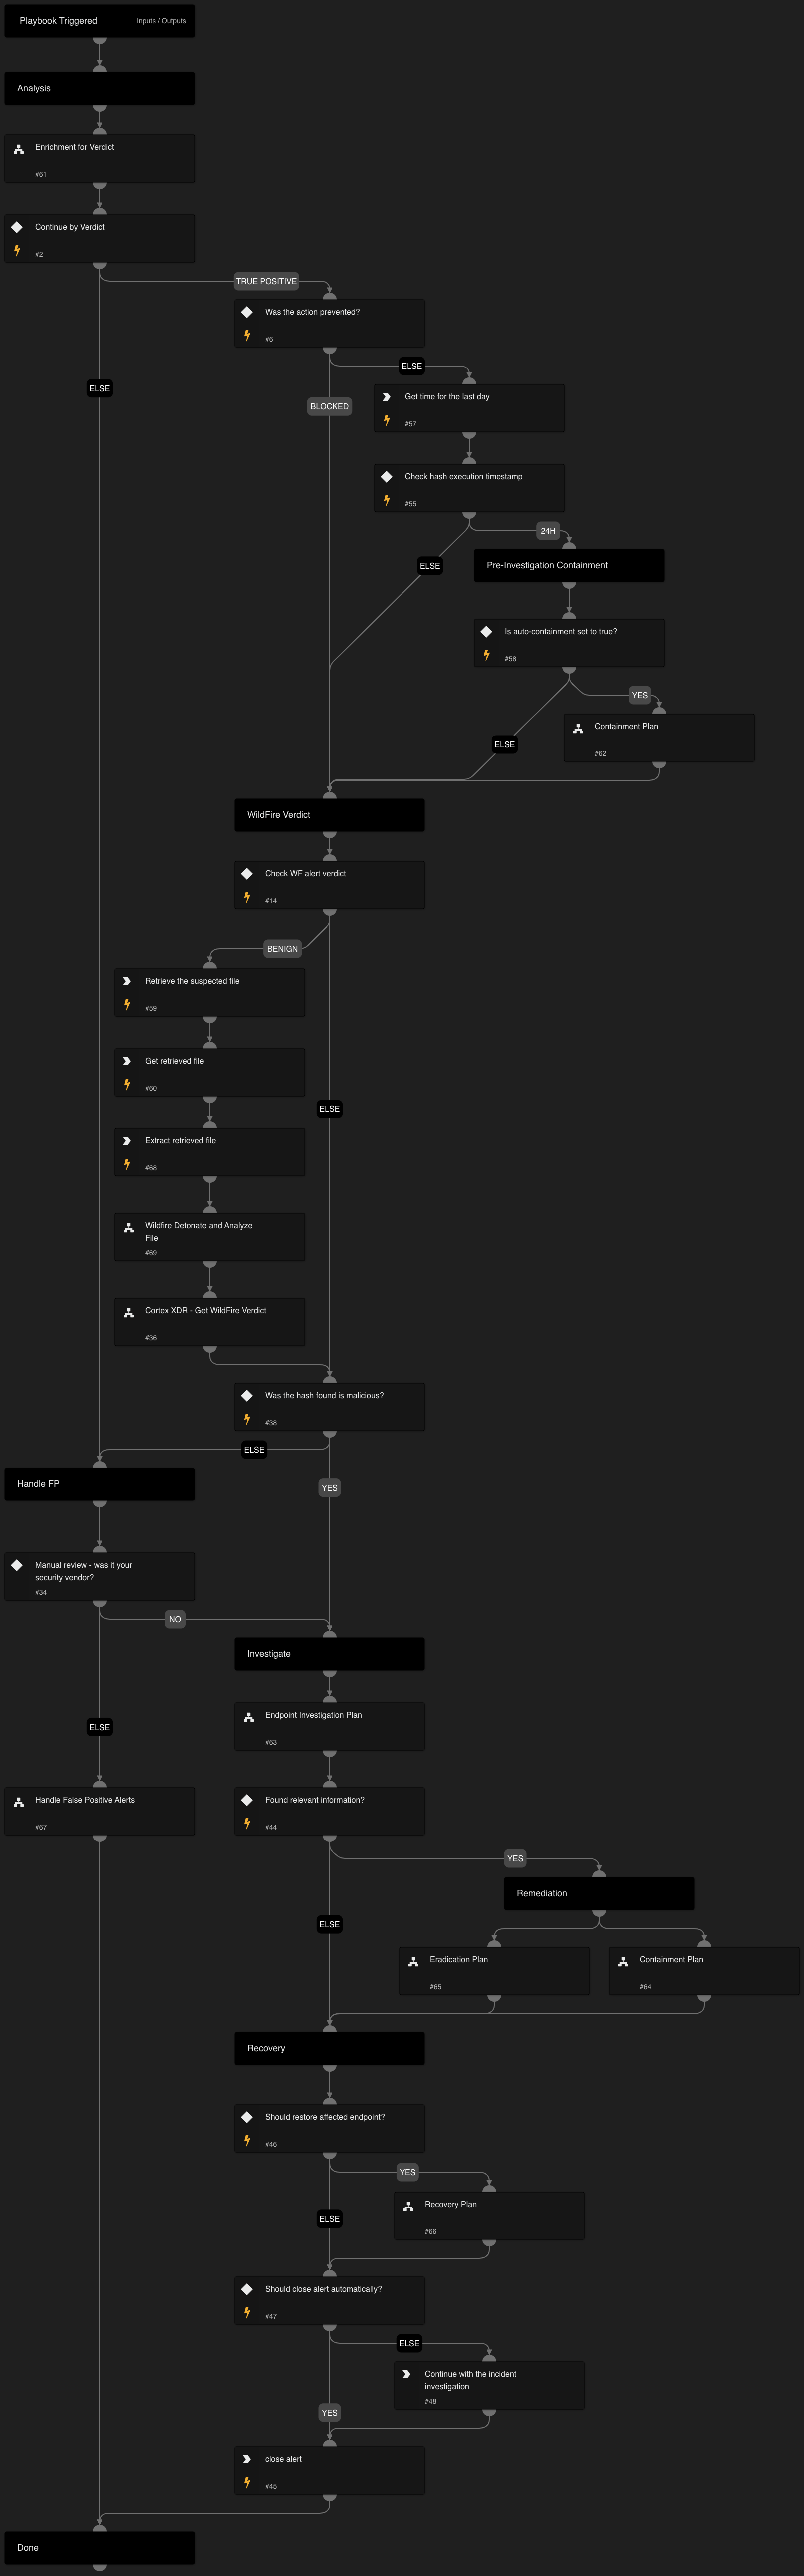 Playbook Triggered Inputs / Outputs
Analysis
Enrichment for Verdict
#61
Continue by Verdict
#2
TRUE POSITIVE
Was the action prevented?
#6
ELSE
ELSE
BLOCKED
Get time for the last day
#57
Check hash execution timestamp
#55
24H
ELSE
Pre-Investigation Containment
Is auto-containment set to true?
#58
YES
ELSE
Containment Plan
#62
WildFire Verdict
Check WF alert verdict
#14
BENIGN
Retrieve the suspected file
#59
Get retrieved file
#60
ELSE
Extract retrieved file
#68
Wildfire Detonate and Analyze
File
#69
Cortex XDR - Get WildFire Verdict
#36
Was the hash found is malicious?
#38
ELSE
Handle FP
YES
Manual review - was it your
security vendor?
#34
NO
Investigate
Endpoint Investigation Plan
#63
ELSE
Handle False Positive Alerts
#67
Found relevant information?
#44
YES
Remediation
ELSE
Eradication Plan
#65
Containment Plan
#64
Recovery
Should restore affected endpoint?
#46
YES
Recovery Plan
#66
ELSE
Should close alert automatically?
#47
ELSE
Continue with the incident
investigation
#48
YES
close alert
#45
Done